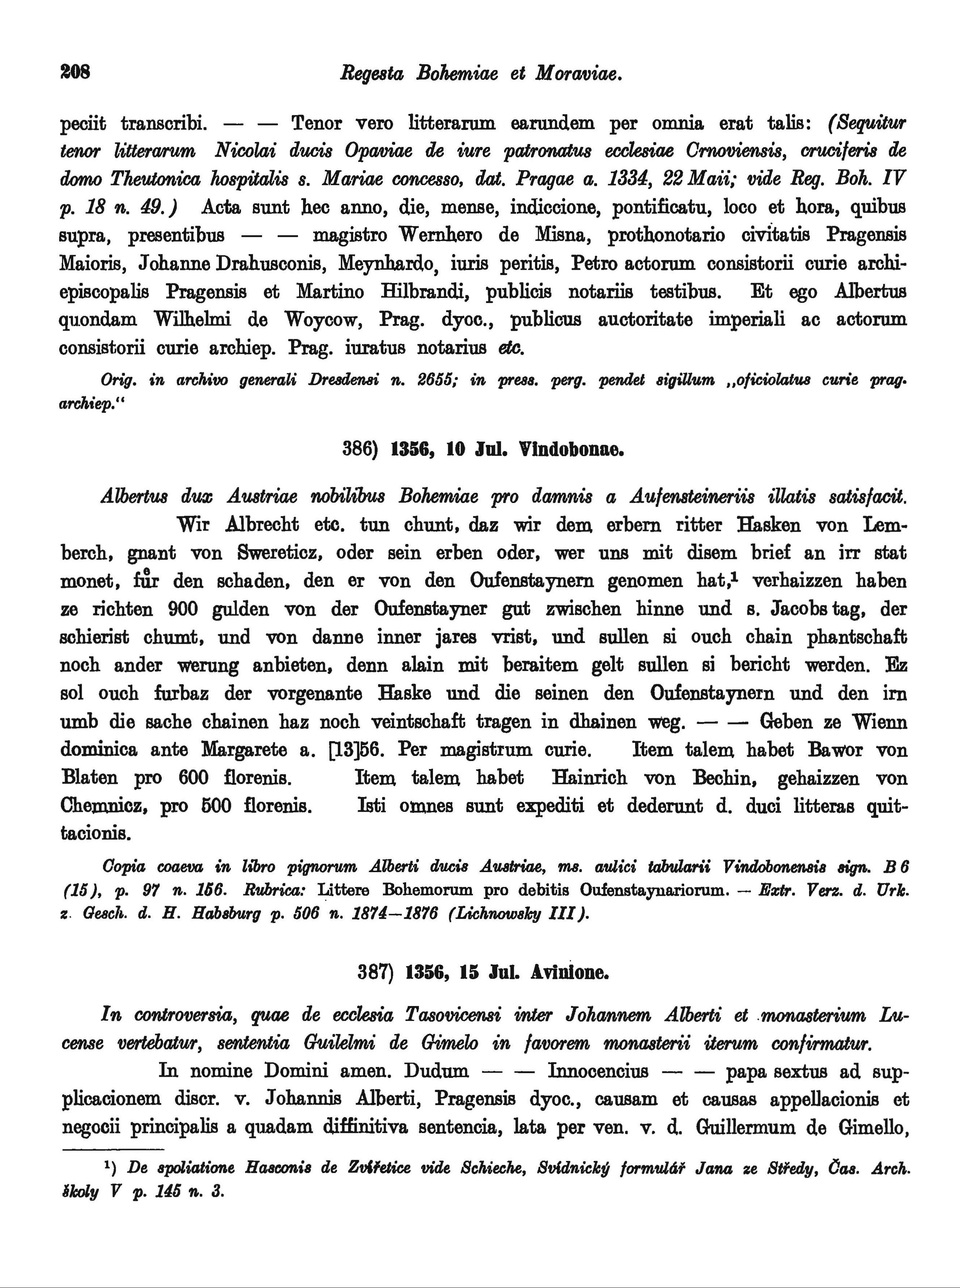 208 Regesta Bohemiae et Moraviae.
peciit transcribi. — — Tenor vero litterarum earundem per omnia erat talis: (Sequitur
tenor litterarum Nicolai ducis Opaviae de iure patronatus ecclesiae Crnoviensis, cruciferis de
domo Theutonica hospitalis s. Mariae concesso, dat. Pragae a. 1334, 22 Maii; vide Reg. Boh. IV
p. 18 n. 49.) Acta sunt hec anno, die, mense, indiccione, pontificatu, loco et hora, quibus
supra, presentibus — — magistro Wernhero de Misna, prothonotario civitatis Pragensis
Maioris, Johanne Drahusconis, Meynhardo, iuris peritis, Petro actorum consistorii curie archi-
episcopalis Pragensis et Martino Hilbrandi, publicis notariis testibus. Et ego Albertus
quondam Wilhelmi de Woycow, Prag. dyoc., publicus auctoritate imperiali ac actorum
consistorii curie archiep. Prag. iuratus notarius etc.
Orig. in archivo generali Dresdensi n. 2655; in press. perg. pendet sigillum „oficiolatus curie prag.
archiep.“
386) 1356, 10 Jul. Vindobonae.
Albertus dux Austriae nobilibus Bohemiae pro damnis a Aufensteineriis illatis satisfacit.
Wir Albrecht etc. tun chunt, daz wir dem erbern ritter Hasken von Lem-
berch, gnant von Swereticz, oder sein erben oder, wer uns mit disem brief an irr stat
monet, fuͤr den schaden, den er von den Oufenstaynern genomen hat,¹ verhaizzen haben
ze richten 900 gulden von der Oufenstayner gut zwischen hinne und s. Jacobs tag, der
schierist chumt, und von danne inner jares vrist, und sullen si ouch chain phantschaft
noch ander werung anbieten, denn alain mit beraitem gelt sullen si bericht werden. Ez
sol ouch furbaz der vorgenante Haske und die seinen den Oufenstaynern und den irn
umb die sache chainen haz noch veintschaft tragen in dhainen weg. — — Geben ze Wienn
dominica ante Margarete a. [13]56. Per magistrum curie. Item talem habet Bawor von
Blaten pro 600 florenis. Item talem habet Hainrich von Bechin, gehaizzen von
Chemnicz, pro 500 florenis. Isti omnes sunt expediti et dederunt d. duci litteras quit-
tacionis.
Copia coaeva in libro pignorum Alberti ducis Austriae, ms. aulici tabularii Vindobonensis sign. B 6
(15), p. 97 n. 156. Rubrica: Littere Bohemorum pro debitis Oufenstaynariorum. — Extr. Verz. d. Urk.
z. Gesch. d. H. Habsburg p. 506 n. 1874—1876 (Lichnowsky III).
387) 1356, 15 Jul. Avinione.
In controversia, quae de ecclesia Tasovicensi inter Johannem Alberti et monasterium Lu-
cense vertebatur, sententia Guilelmi de Gimelo in favorem monasterii iterum confirmatur.
In nomine Domini amen. Dudum — — Innocencius — — papa sextus ad sup-
plicacionem discr. v. Johannis Alberti, Pragensis dyoc., causam et causas appellacionis et
negocii principalis a quadam diffinitiva sentencia, lata per ven. v. d. Guillermum de Gimello,
¹) De spoliatione Hasconis de Zvířetice vide Schieche, Svídnický formulář Jana ze Středy, Čas. Arch.
školy V p. 145 n. 3.